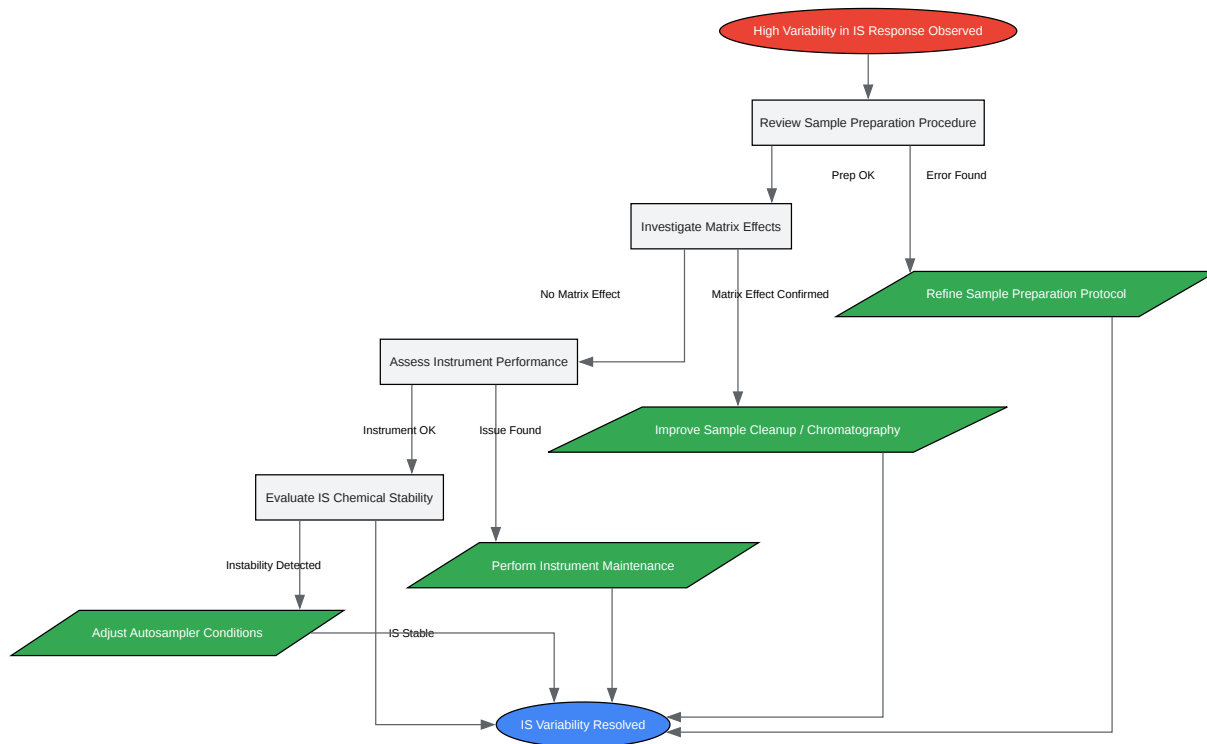 High Variability in IS Response Observed
Review Sample Preparation Procedure
Prep OK
Error Found
Investigate Matrix Effects
No Matrix Effect
Matrix Effect Confirmed
Refine Sample Preparation Protocol
Assess Instrument Performance
Instrument OK
Issue Found
Improve Sample Cleanup / Chromatography
Evaluate IS Chemical Stability
Instability Detected
Perform Instrument Maintenance
Adjust Autosampler Conditions
IS Stable
IS Variability Resolved